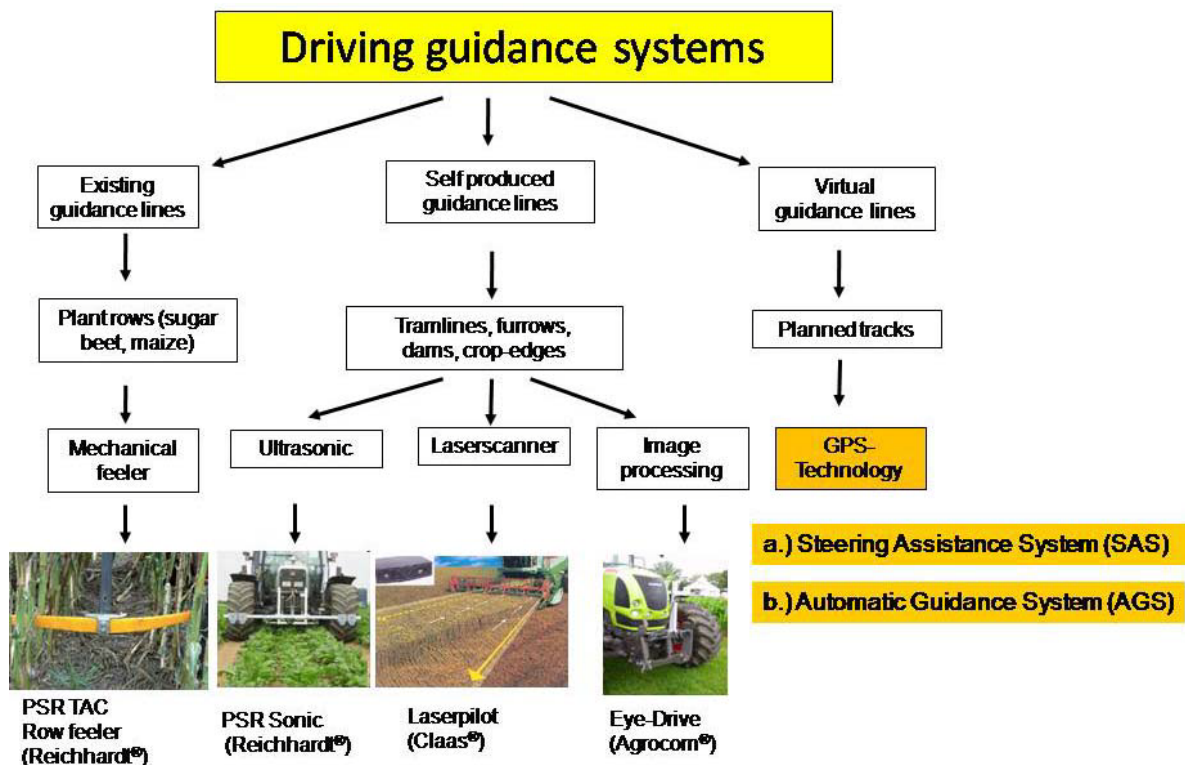 Driving guidance systems
Existing
guidance lines
Self produced
guidance lines
Virtual
guidance lines
Plant rows (sugar
beet, maize)
Tramlines, furrows,
dams, crop-edges
Planned tracks
Mechanical
feeler
Ultrasonic
Laserscanner
Image
processing
GPS-
Technology
a.) Steering Assistance System (SAS)
b.) Automatic Guidance System (AGS)
PSR TAC
Row feeler
(Reichhardt®)
PSR Sonic
(Reichhardt®)
Laserpilot
(Claas®)
Eye-Drive
(Agrocom®)